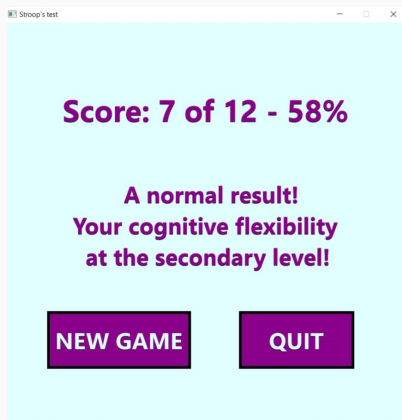 Stroop's test
Score: 7 of 12 - 58%
A normal result!
Your cognitive flexibility
at the secondary level!
NEW GAME
QUIT